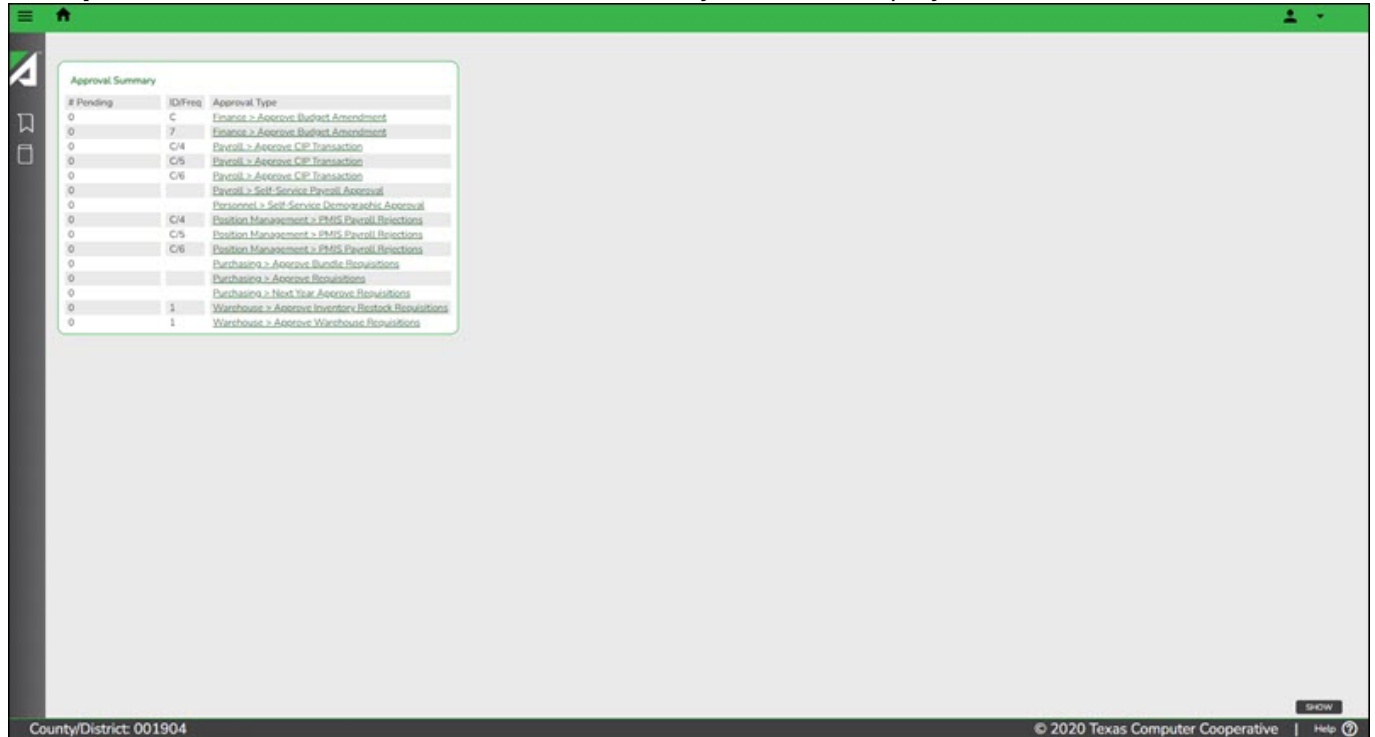 Approval Summary
# Pending ID/Freq Approval Type
0 C Finance > Approve Budget Amendment
0 7 Finance > Approve Budget Amendment
0 C/4 Payroll > Approve CIP Transaction
0 C/5 Payroll > Approve CIP Transaction
0 C/6 Payroll > Approve CIP Transaction
0 Payroll > Self-Service Payroll Approval
0 Personnel > Self-Service Demographic Approval
0 C/4 Position Management > PMIS Payroll Rejections
0 C/5 Position Management > PMIS Payroll Rejections
0 C/6 Position Management > PMIS Payroll Rejections
0 Purchasing > Approve Bundle Requisitions
0 Purchasing > Approve Requisitions
0 Purchasing > Next Year Approve Requisitions
0 1 Warehouse > Approve Inventory Restock Requisitions
0 1 Warehouse > Approve Warehouse Requisitions
SHOW
County/District: 001904 © 2020 Texas Computer Cooperative | Help ?